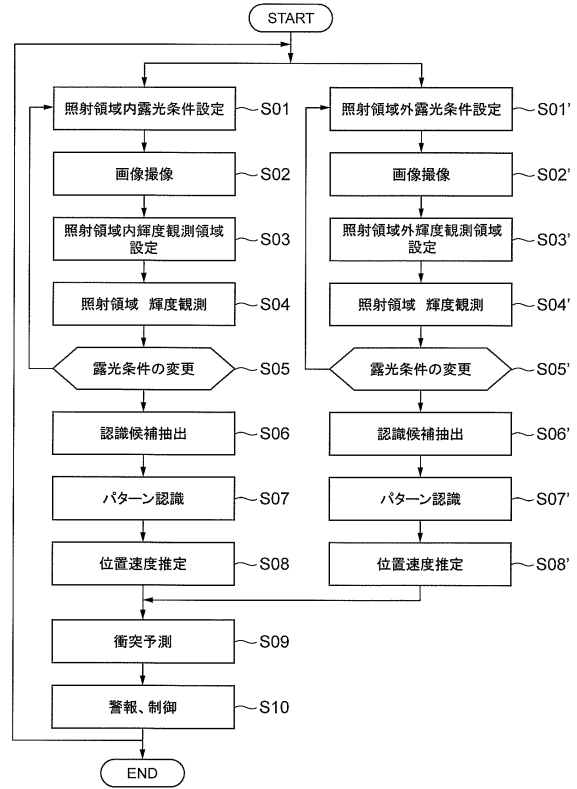 START
照射領域内露光条件設定 S01
照射領域外露光条件設定 S01'
画像撮像 S02
画像撮像 S02'
照射領域内輝度観測領域
設定 S03
照射領域外輝度観測領域
設定 S03'
照射領域 輝度観測 S04
照射領域 輝度観測 S04'
露光条件の変更 S05
露光条件の変更 S05'
認識候補抽出 S06
認識候補抽出 S06'
パターン認識 S07
パターン認識 S07'
位置速度推定 S08
位置速度推定 S08'
衝突予測 S09
警報、制御 S10
END